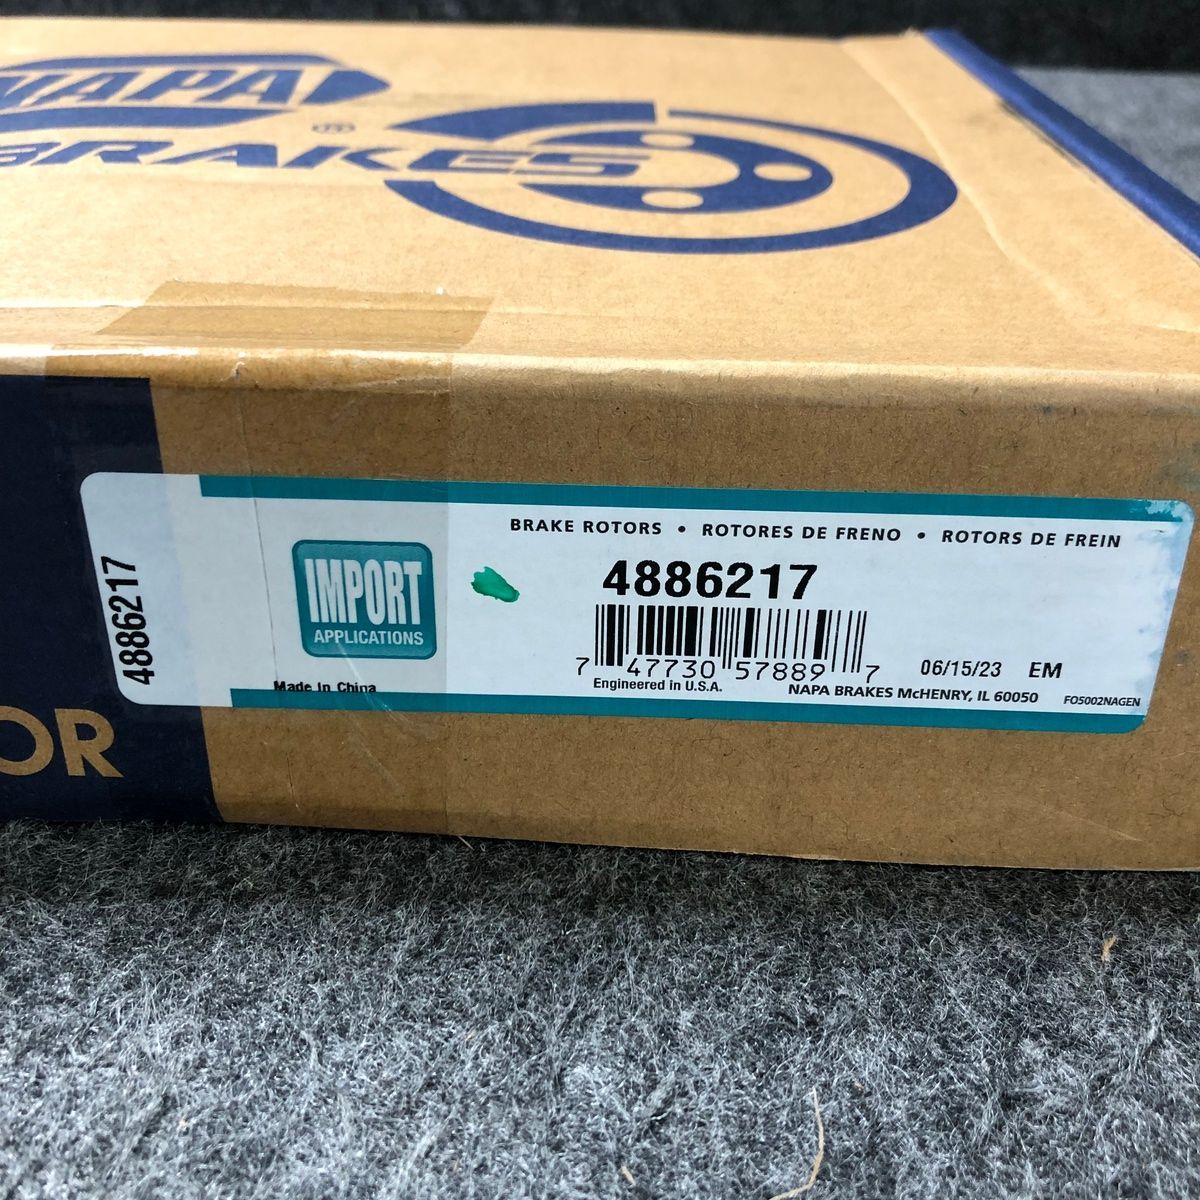 NAPA
®
BRAKES
BRAKE ROTORS • ROTORES DE FRENO • ROTORS DE FREIN
4886217
4886217
IMPORT
APPLICATIONS
7 47730 57889 7
06/15/23 EM
Made In China
Engineered in U.S.A.
NAPA BRAKES McHENRY, IL 60050
FO5002NAGEN
OR